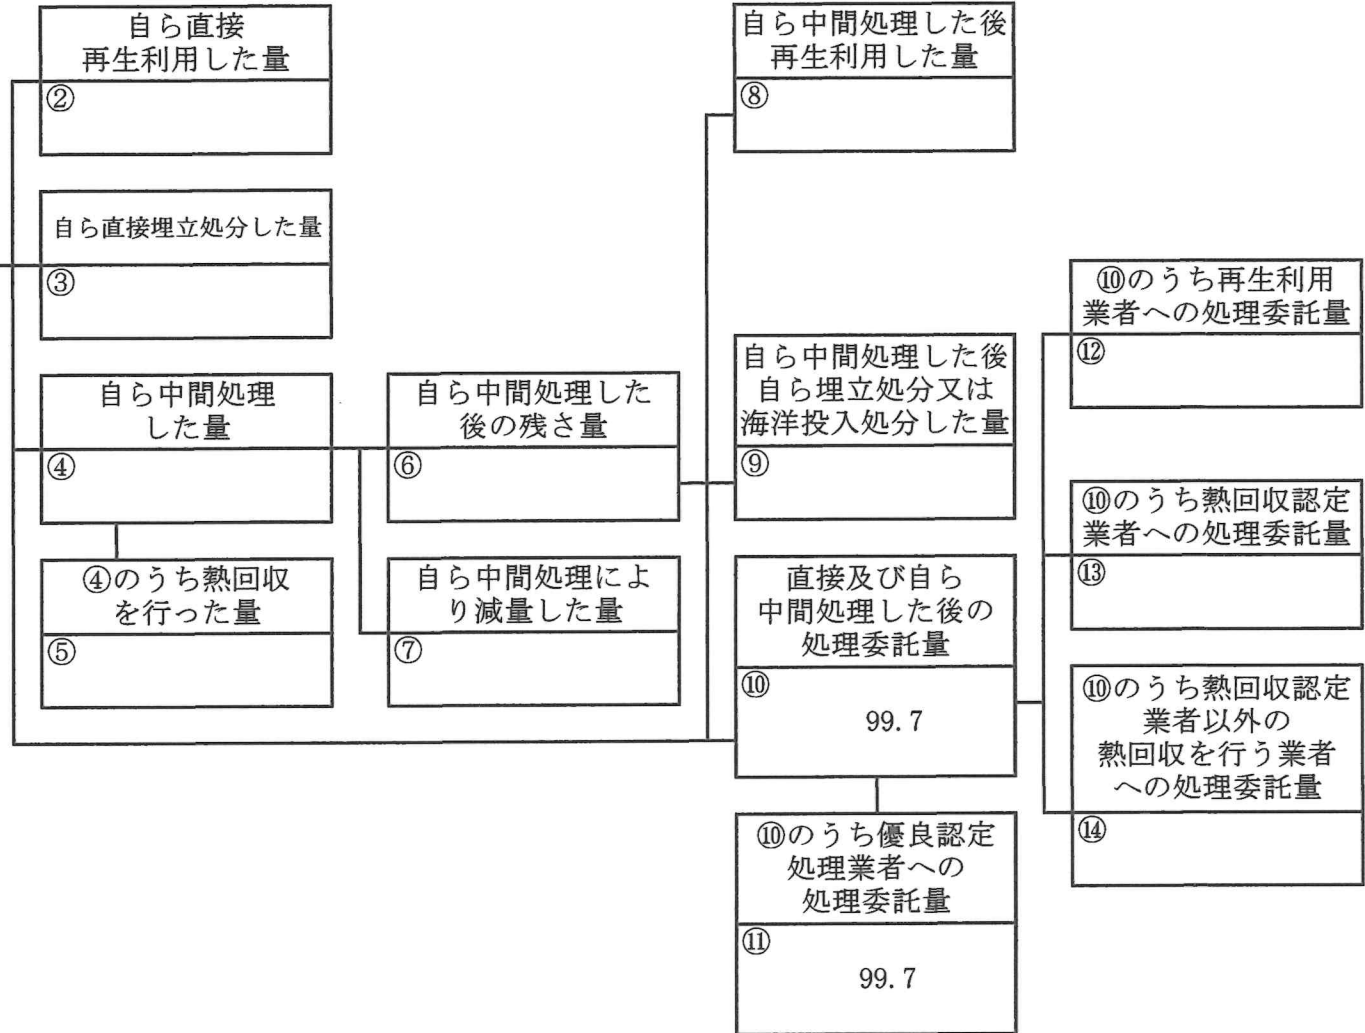 自ら直接
再生利用した量
②
自ら直接埋立処分した量
③
自ら中間処理
した量
④
④のうち熱回収
を行った量
⑤
自ら中間処理した
後の残さ量
⑥
自ら中間処理によ
り減量した量
⑦
自ら中間処理した後
再生利用した量
⑧
自ら中間処理した後
自ら埋立処分又は
海洋投入処分した量
⑨
直接及び自ら
中間処理した後の
処理委託量
⑩
99.7
⑩のうち優良認定
処理業者への
処理委託量
⑪
99.7
⑩のうち再生利用
業者への処理委託量
⑫
⑩のうち熱回収認定
業者への処理委託量
⑬
⑩のうち熱回収認定
業者以外の
熱回収を行う業者
への処理委託量
⑭